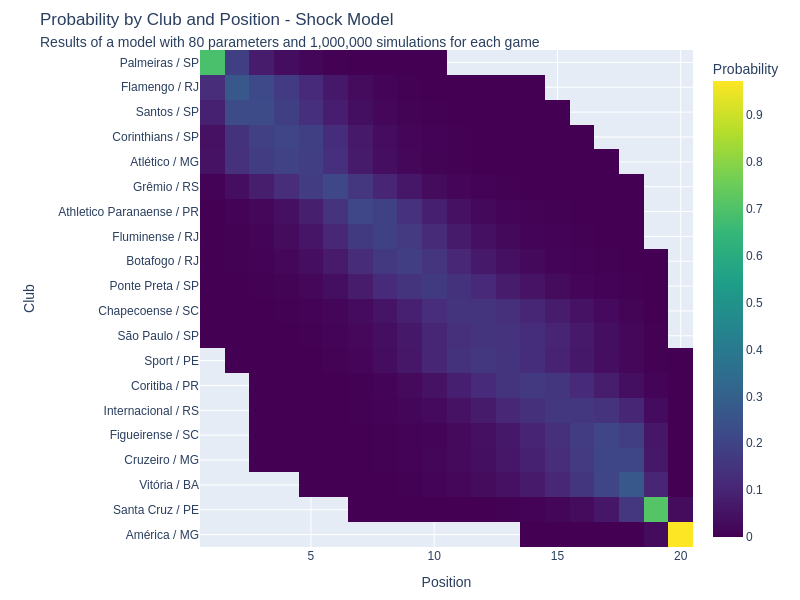 Probability by Club and Position - Shock Model
Results of a model with 80 parameters and 1,000,000 simulations for each game
Probability
Palmeiras / SP
Flamengo / RJ
Santos / SP
Corinthians / SP
Atlético / MG
Grêmio / RS
Athletico Paranaense / PR
Fluminense / RJ
Botafogo / RJ
Ponte Preta / SP
Chapecoense / SC
São Paulo / SP
Sport / PE
Coritiba / PR
Internacional / RS
Figueirense / SC
Cruzeiro / MG
Vitória / BA
Santa Cruz / PE
América / MG
Club
5
10
15
20
Position
0.9
0.8
0.7
0.6
0.5
0.4
0.3
0.2
0.1
0